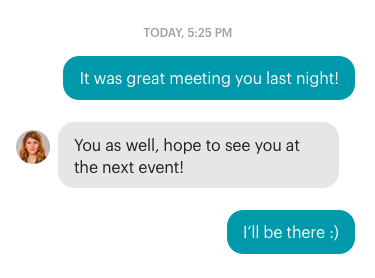 TODAY, 5:25 PM
It was great meeting you last night!
You as well, hope to see you at
the next event!
I'll be there :)